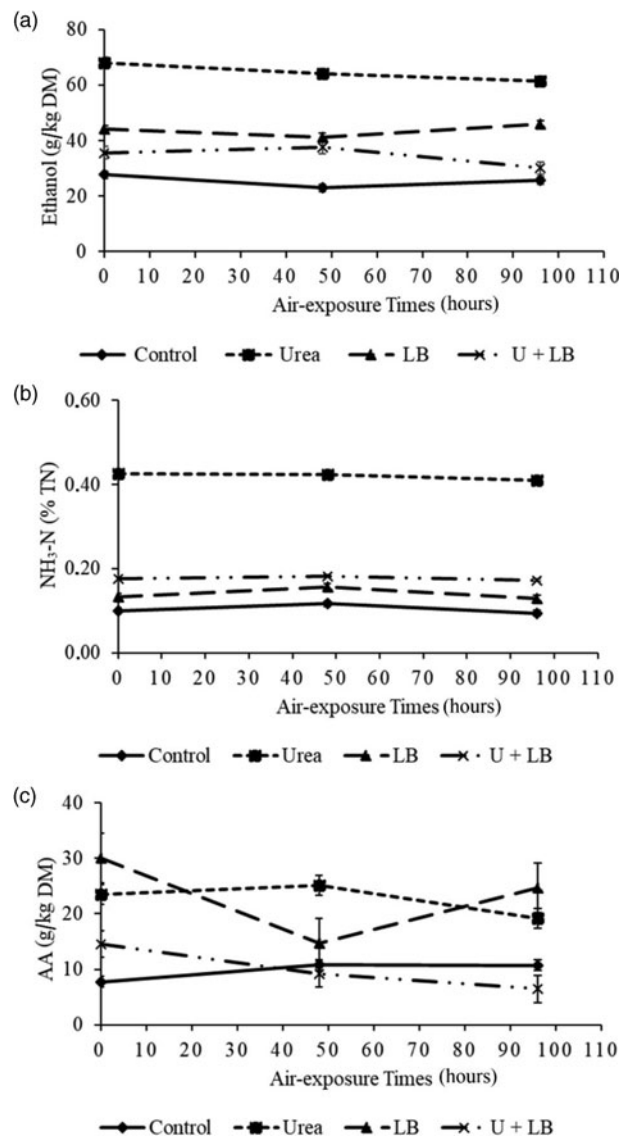 (a)
80
60
40
20
0
Ethanol (g/kg DM)
0 10 20 30 40 50 60 70 80 90 100 110
Air-exposure Times (hours)
Control Urea LB U + LB
(b)
0.60
0.40
0.20
0.00
NH₃-N (% TN)
0 10 20 30 40 50 60 70 80 90 100 110
Air-exposure Times (hours)
Control Urea LB U + LB
(c)
40
30
20
10
0
AA (g/kg DM)
0 10 20 30 40 50 60 70 80 90 100 110
Air-exposure Times (hours)
Control Urea LB U + LB